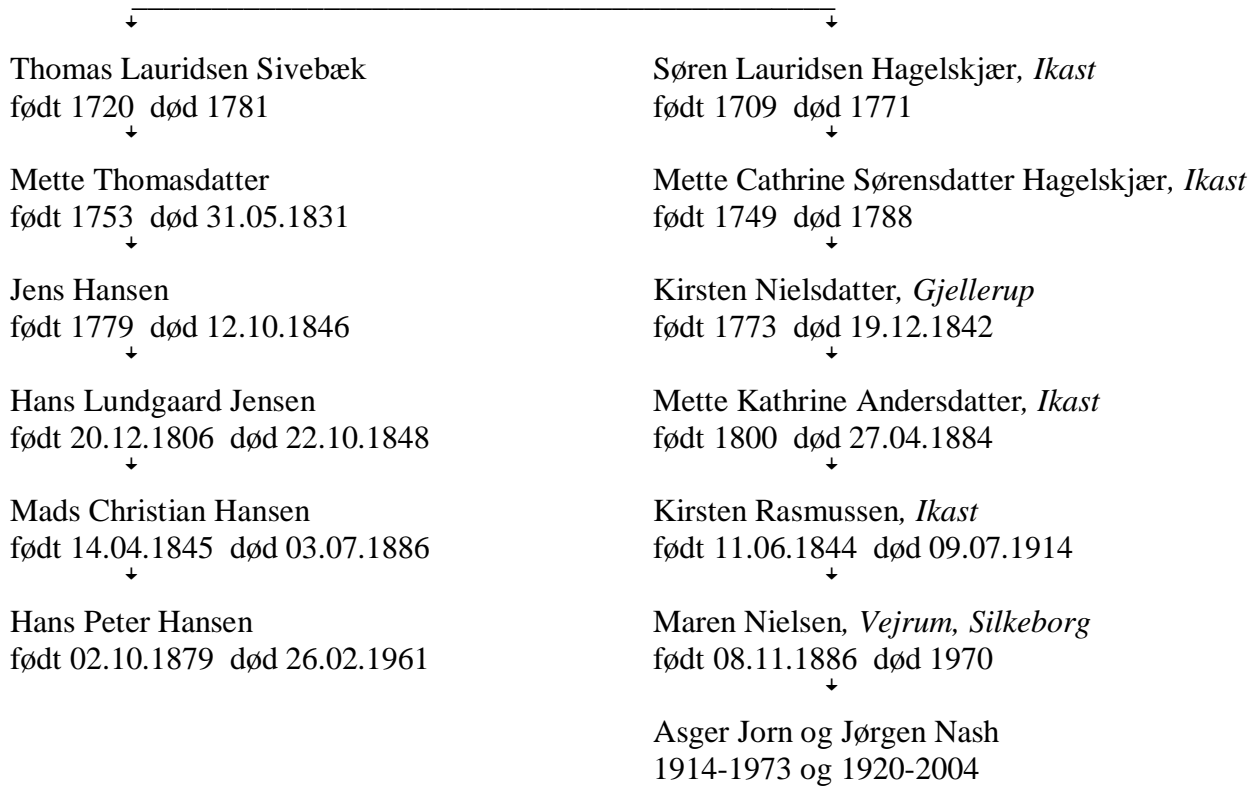 Thomas Lauridsen Sivebæk
født 1720 død 1781
Mette Thomasdatter
født 1753 død 31.05.1831
Jens Hansen
født 1779 død 12.10.1846
Hans Lundgaard Jensen
født 20.12.1806 død 22.10.1848
Mads Christian Hansen
født 14.04.1845 død 03.07.1886
Hans Peter Hansen
født 02.10.1879 død 26.02.1961
Søren Lauridsen Hagelskjær, Ikast
født 1709 død 1771
Mette Cathrine Sørensdatter Hagelskjær, Ikast
født 1749 død 1788
Kirsten Nielsdatter, Gjellerup
født 1773 død 19.12.1842
Mette Kathrine Andersdatter, Ikast
født 1800 død 27.04.1884
Kirsten Rasmussen, Ikast
født 11.06.1844 død 09.07.1914
Maren Nielsen, Vejrum, Silkeborg
født 08.11.1886 død 1970
Asger Jorn og Jørgen Nash
1914-1973 og 1920-2004